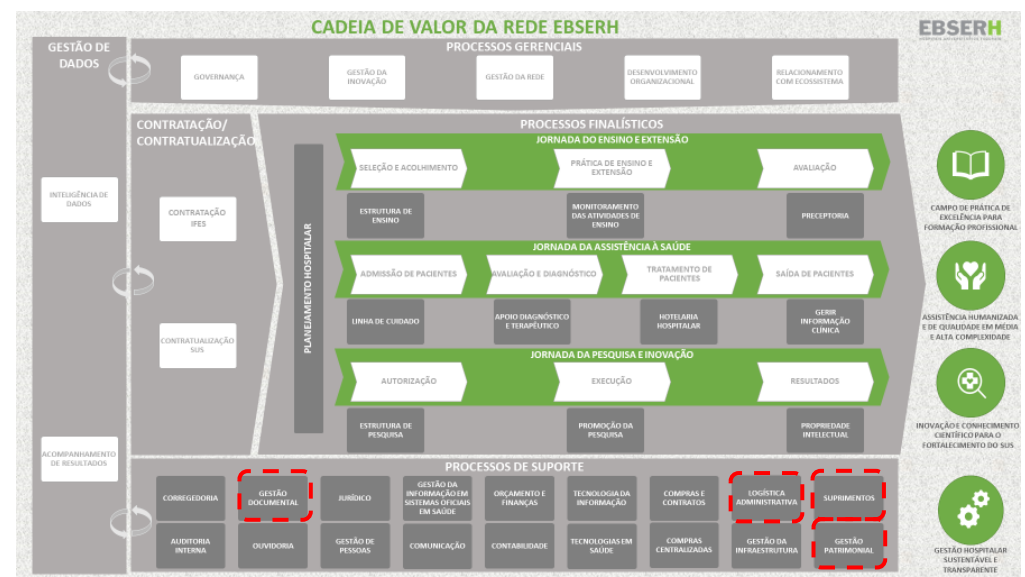 CADEIA DE VALOR DA REDE EBSERH
EBSERH
GESTÃO DE
DADOS
INTELIGÊNCIA DE
DADOS
ACOMPANHAMENTO
DE RESULTADOS
PROCESSOS GERENCIAIS
GOVERNANÇA
GESTÃO DA
INOVAÇÃO
GESTÃO DA REDE
DESENVOLVIMENTO
ORGANIZACIONAL
RELACIONAMENTO
COM ECOSSISTEMA
CONTRATAÇÃO/
CONTRATUALIZAÇÃO
CONTRATAÇÃO
IFES
CONTRATUALIZAÇÃO
SUS
PROCESSOS FINALÍSTICOS
PLANEJAMENTO HOSPITALAR
JORNADA DO ENSINO E EXTENSÃO
SELEÇÃO E ACOLHIMENTO
PRÁTICA DE ENSINO E
EXTENSÃO
AVALIAÇÃO
ESTRUTURA DE
ENSINO
MONITORAMENTO
DAS ATIVIDADES DE
ENSINO
PRECEPTORIA
JORNADA DA ASSISTÊNCIA À SAÚDE
ADMISSÃO DE PACIENTES
AVALIAÇÃO E DIAGNÓSTICO
TRATAMENTO DE
PACIENTES
SAÍDA DE PACIENTES
LINHA DE CUIDADO
APOIO DIAGNÓSTICO
E TERAPÊUTICO
HOTELARIA
HOSPITALAR
GERIR
INFORMAÇÃO
CLÍNICA
JORNADA DA PESQUISA E INOVAÇÃO
AUTORIZAÇÃO
EXECUÇÃO
RESULTADOS
ESTRUTURA DE
PESQUISA
PROMOÇÃO DA
PESQUISA
PROPRIEDADE
INTELECTUAL
PROCESSOS DE SUPORTE
CORREGEDORIA
GESTÃO
DOCUMENTAL
JURÍDICO
GESTÃO DA
INFORMAÇÃO EM
SISTEMAS OFICIAIS
EM SAÚDE
ORÇAMENTO E
FINANÇAS
TECNOLOGIA DA
INFORMAÇÃO
COMPRAS E
CONTRATOS
LOGÍSTICA
ADMINISTRATIVA
SUPRIMENTOS
AUDITORIA
INTERNA
OUVIDORIA
GESTÃO DE
PESSOAS
COMUNICAÇÃO
CONTABILIDADE
TECNOLOGIAS EM
SAÚDE
COMPRAS
CENTRALIZADAS
GESTÃO DA
INFRAESTRUTURA
GESTÃO
PATRIMONIAL
CAMPO DE PRÁTICA DE
EXCELÊNCIA PARA
FORMAÇÃO PROFISSIONAL
ASSISTÊNCIA HUMANIZADA
E DE QUALIDADE EM MÉDIA
E ALTA COMPLEXIDADE
INOVAÇÃO E CONHECIMENTO
CIENTÍFICO PARA O
FORTALECIMENTO DO SUS
GESTÃO HOSPITALAR
SUSTENTÁVEL E
TRANSPARENTE